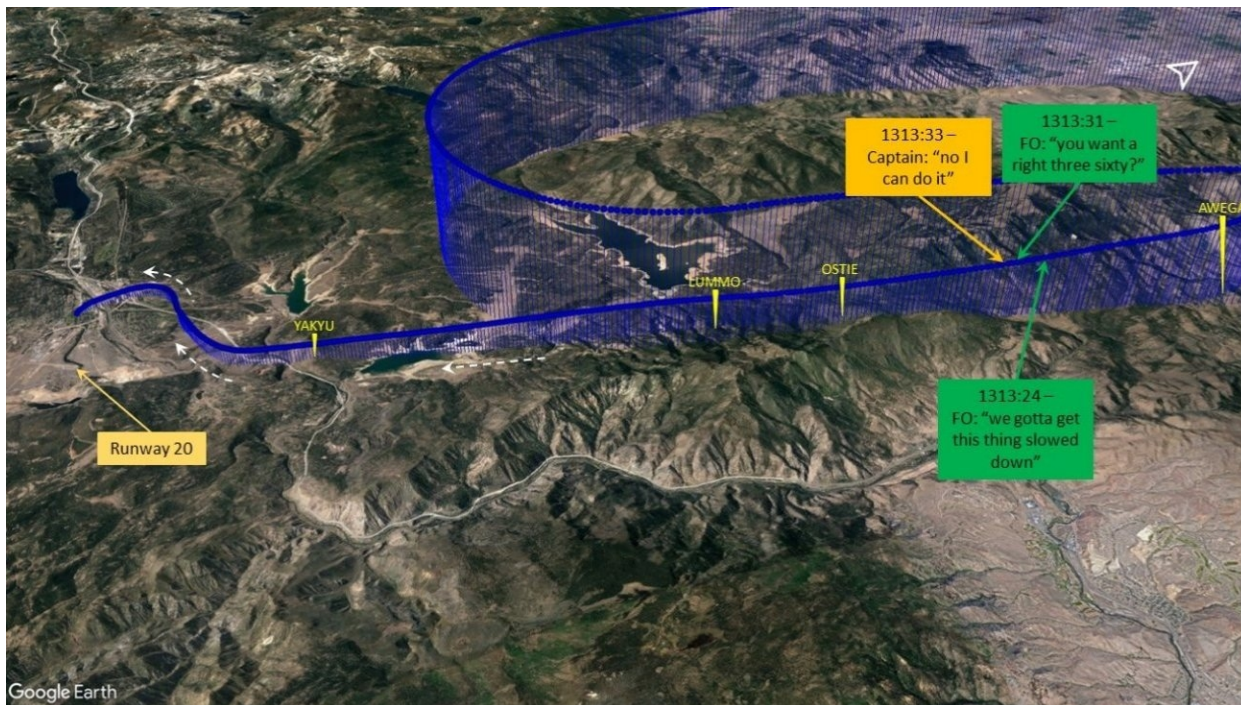 1313:33 –
Captain: “no I
can do it”
1313:31 –
FO: “you want a
right three sixty?”
AWEGA
OSTIE
LUMMO
YAKYU
1313:24 –
FO: “we gotta get
this thing slowed
down”
Runway 20
Google Earth